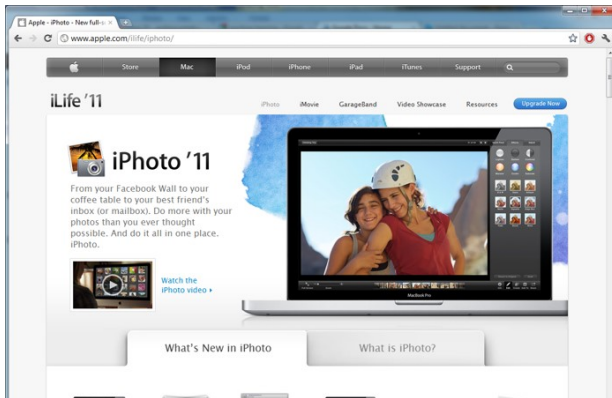 Apple - iPhoto - New full-s
www.apple.com/ilife/iphoto/
Store Mac iPod iPhone iPad iTunes Support
iLife '11
iPhoto iMovie GarageBand Video Showcase Resources Upgrade Now
iPhoto '11
From your Facebook Wall to your
coffee table to your best friend's
inbox (or mailbox). Do more with your
photos than you ever thought
possible. And do it all in one place.
iPhoto.
Watch the
iPhoto video
MacBook Pro
What's New in iPhoto What is iPhoto?